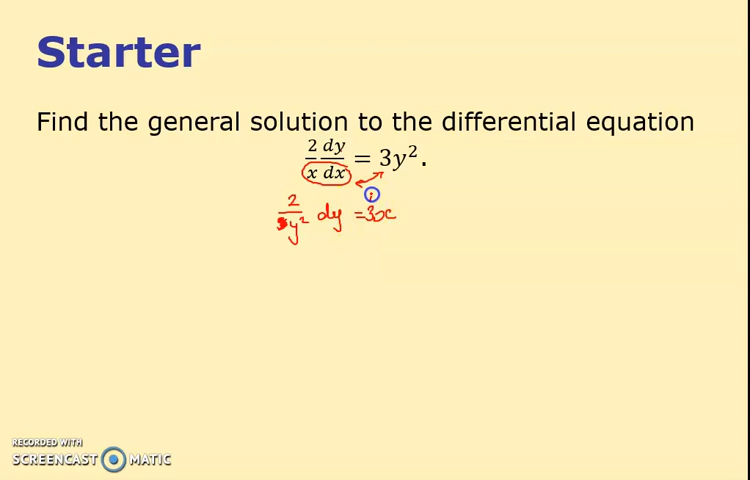 Starter
Find the general solution to the differential equation
2/x dy/dx = 3y².
2/y² dy = 3x
RECORDED WITH
SCREENCAST MATIC